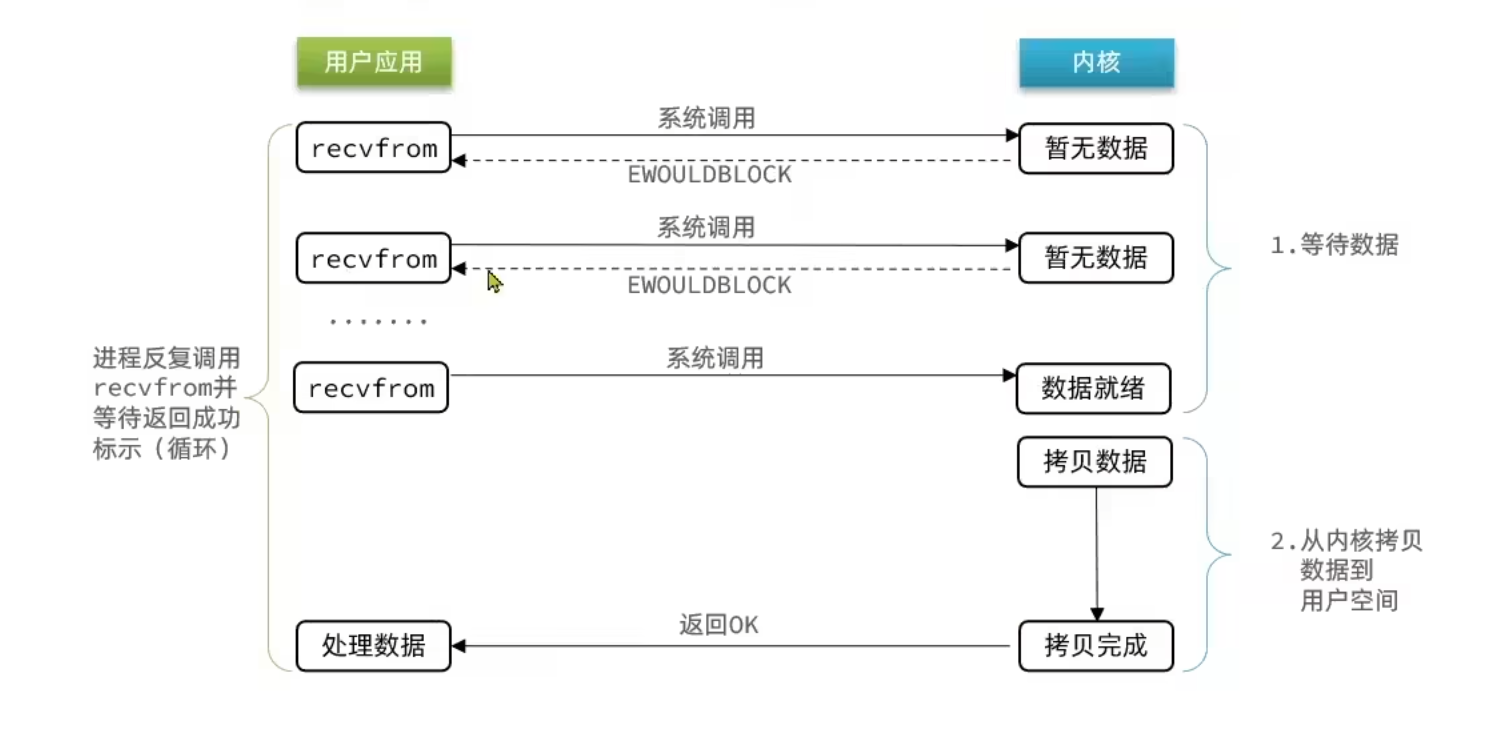 用户应用
内核
系统调用
recvfrom
暂无数据
EWOULDBLOCK
系统调用
recvfrom
暂无数据
EWOULDBLOCK
1.等待数据
.......
进程反复调用
recvfrom并
等待返回成功
标示（循环）
系统调用
recvfrom
数据就绪
拷贝数据
2.从内核拷贝
数据到
用户空间
返回OK
处理数据
拷贝完成